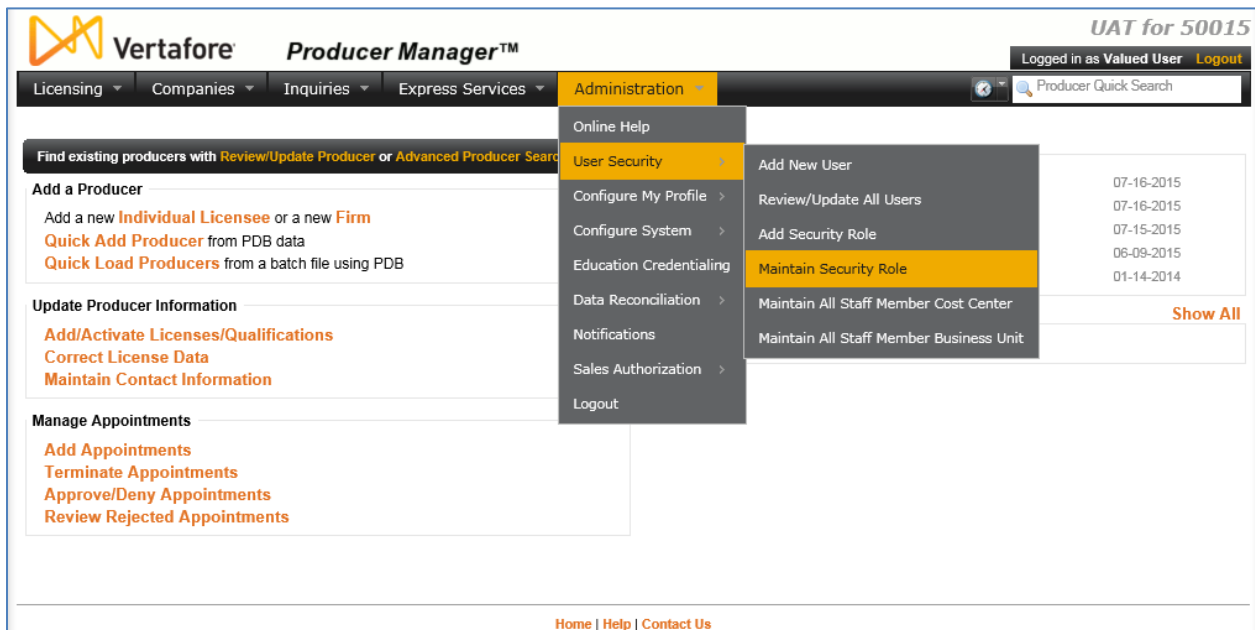 UAT for 50015
Vertafore Producer Manager™
Logged in as Valued User Logout
Licensing Companies Inquiries Express Services Administration Producer Quick Search
Find existing producers with Review/Update Producer or Advanced Producer Searc
Add a Producer
Add a new Individual Licensee or a new Firm
Quick Add Producer from PDB data
Quick Load Producers from a batch file using PDB
Update Producer Information
Add/Activate Licenses/Qualifications
Correct License Data
Maintain Contact Information
Manage Appointments
Add Appointments
Terminate Appointments
Approve/Deny Appointments
Review Rejected Appointments
Online Help
User Security
Configure My Profile
Configure System
Education Credentialing
Data Reconciliation
Notifications
Sales Authorization
Logout
Add New User
Review/Update All Users
Add Security Role
Maintain Security Role
Maintain All Staff Member Cost Center
Maintain All Staff Member Business Unit
07-16-2015
07-16-2015
07-15-2015
06-09-2015
01-14-2014
Show All
Home | Help | Contact Us